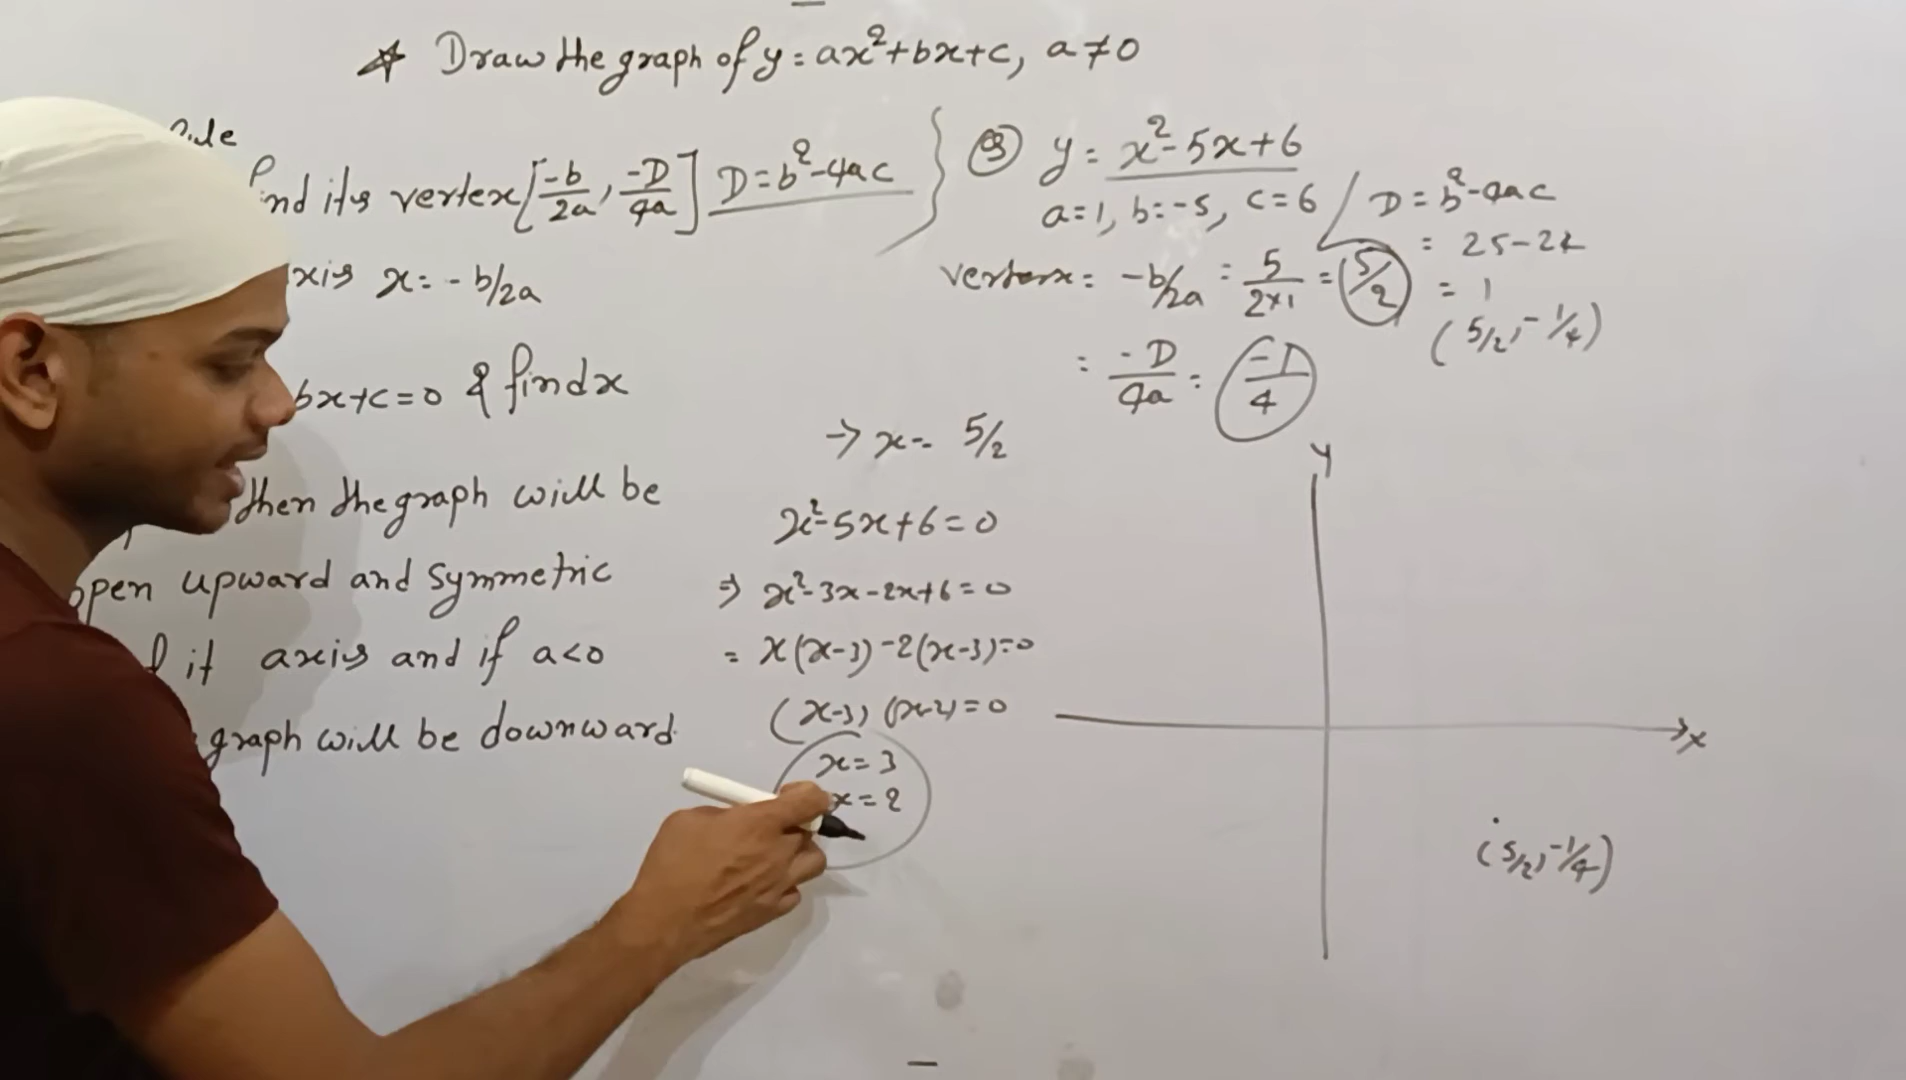 Draw the graph of y = ax²+bx+c, a≠0
its vertex [-b/2a, -D/4a] D=b²-4ac
x = -b/2a
bx+c=0 & find x
then the graph will be
open upward and symmetric
it axis and if a<0
graph will be downward
y = x²-5x+6
a=1, b=-5, c=6
D = b²-4ac
= 25-24
= 1
(5/2, -1/4)
vertex = -b/2a = 5/2×1 = 5/2
= -D/4a = -1/4
→ x = 5/2
x²-5x+6=0
⇒ x²-3x-2x+6=0
= x(x-3)-2(x-3)=0
(x-3)(x-2)=0
x=3
x=2
y
x
(5/2, -1/4)